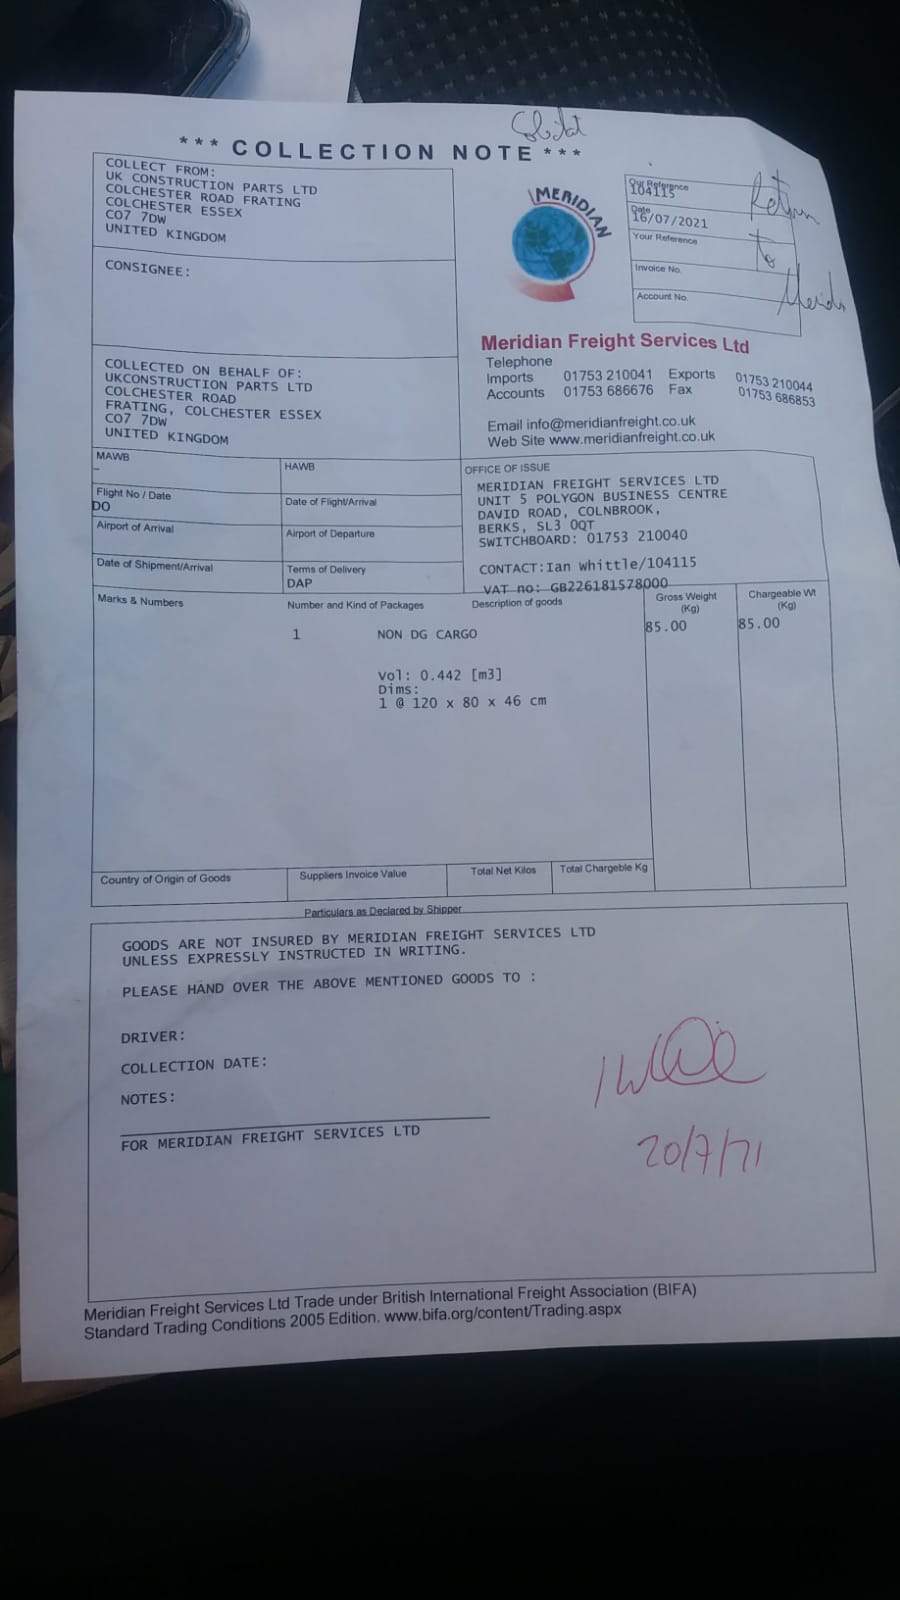 *** COLLECTION NOTE ***
COLLECT FROM:
UK CONSTRUCTION PARTS LTD
COLCHESTER ROAD FRATING
COLCHESTER ESSEX
CO7 7DW
UNITED KINGDOM
CONSIGNEE:
COLLECTED ON BEHALF OF:
UKCONSTRUCTION PARTS LTD
COLCHESTER ROAD
FRATING, COLCHESTER ESSEX
CO7 7DW
UNITED KINGDOM
MERIDIAN
Our Reference
104115
Date
16/07/2021
Your Reference
Invoice No.
Account No.
Return
To
Meridian Freight Services Ltd
Telephone
Imports 01753 210041 Exports 01753 210044
Accounts 01753 686676 Fax 01753 686853
Email info@meridianfreight.co.uk
Web Site www.meridianfreight.co.uk
MAWB
–
HAWB
Flight No / Date
DO
Date of Flight/Arrival
Airport of Arrival
Airport of Departure
Date of Shipment/Arrival
Terms of Delivery
DAP
OFFICE OF ISSUE
MERIDIAN FREIGHT SERVICES LTD
UNIT 5 POLYGON BUSINESS CENTRE
DAVID ROAD, COLNBROOK,
BERKS, SL3 0QT
SWITCHBOARD: 01753 210040
CONTACT:Ian Whittle/104115
VAT no: GB226181578000
Marks & Numbers
Number and Kind of Packages
Description of goods
Gross Weight
(Kg)
Chargeable Wt
(Kg)
1 NON DG CARGO 85.00 85.00
Vol: 0.442 [m3]
Dims:
1 @ 120 x 80 x 46 cm
Country of Origin of Goods
Suppliers Invoice Value
Total Net Kilos
Total Chargeble Kg
Particulars as Declared by Shipper
GOODS ARE NOT INSURED BY MERIDIAN FREIGHT SERVICES LTD
UNLESS EXPRESSLY INSTRUCTED IN WRITING.
PLEASE HAND OVER THE ABOVE MENTIONED GOODS TO :
DRIVER:
COLLECTION DATE:
NOTES:
FOR MERIDIAN FREIGHT SERVICES LTD
20/7/21
Meridian Freight Services Ltd Trade under British International Freight Association (BIFA)
Standard Trading Conditions 2005 Edition. www.bifa.org/content/Trading.aspx